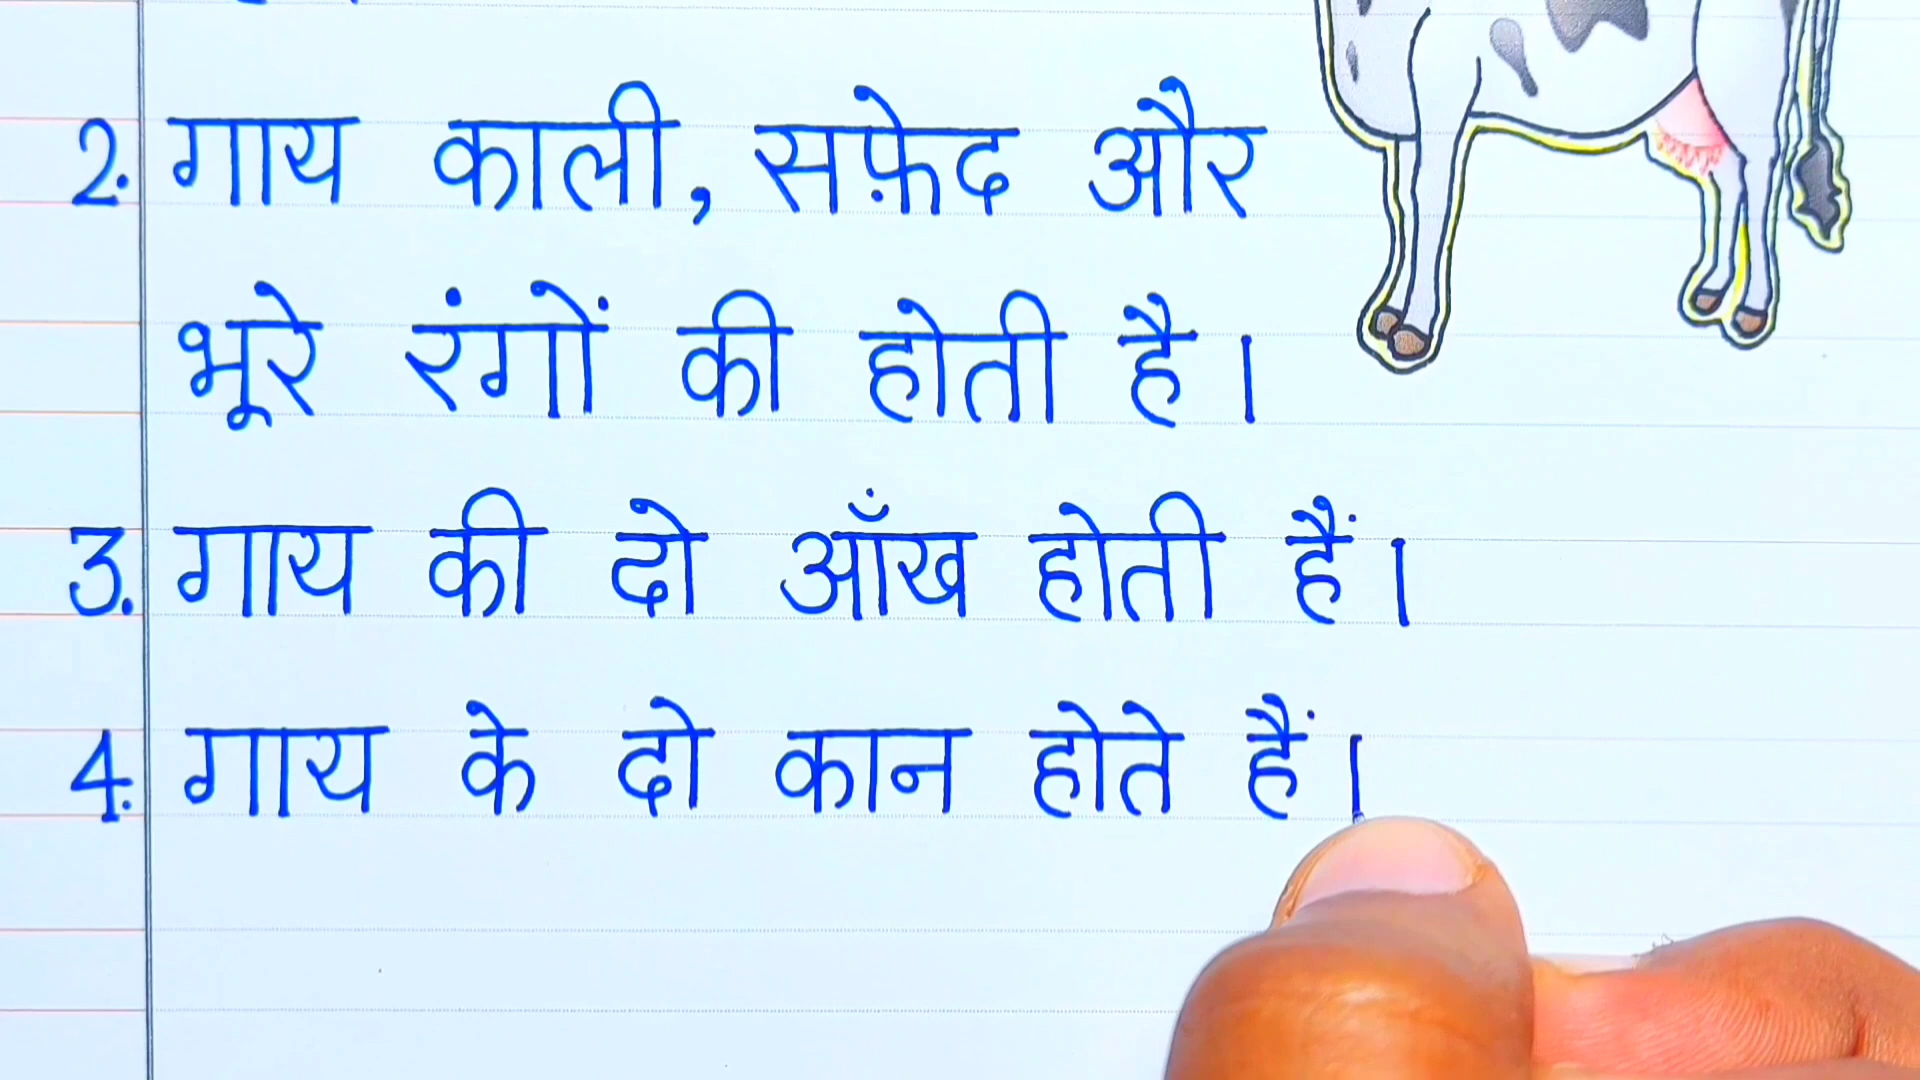 2. गाय काली, सफ़ेद और
भूरे रंगों की होती है।
3. गाय की दो आँख होती हैं।
4. गाय के दो कान होते हैं।